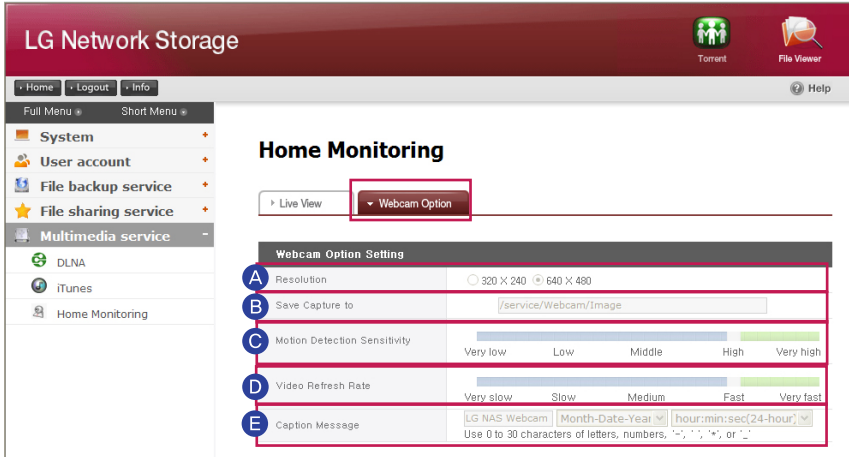 LG Network Storage
Torrent
File Viewer
Home Logout Info
Help
Full Menu Short Menu
System +
User account +
File backup service +
File sharing service +
Multimedia service -
DLNA
iTunes
Home Monitoring
Home Monitoring
Live View Webcam Option
Webcam Option Setting
A Resolution 320 X 240 640 X 480
B Save Capture to /service/Webcam/Image
C Motion Detection Sensitivity
Very low Low Middle High Very high
D Video Refresh Rate
Very slow Slow Medium Fast Very fast
E Caption Message LG NAS Webcam Month-Date-Year hour:min:sec(24-hour)
Use 0 to 30 characters of letters, numbers, '-', ' ', '*', or '_'